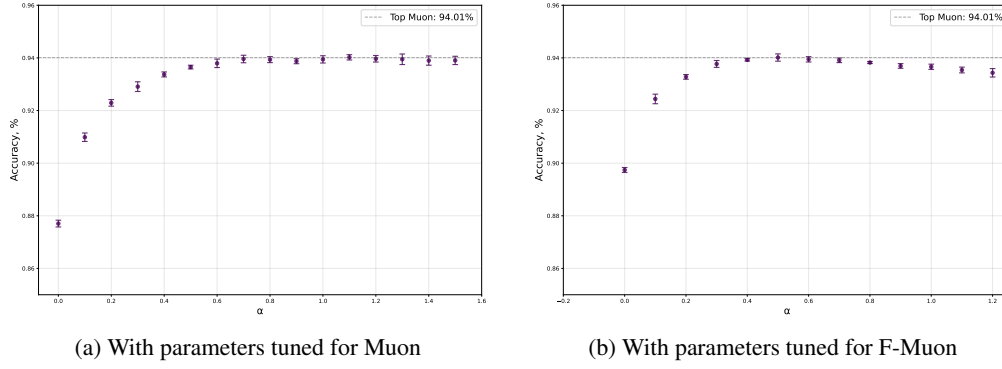 0.96
0.94
0.92
0.90
0.88
0.86
Accuracy, %
Top Muon: 94.01%
0.0 0.2 0.4 0.6 0.8 1.0 1.2 1.4 1.6
α
(a) With parameters tuned for Muon
0.96
0.94
0.92
0.90
0.88
0.86
Accuracy, %
Top Muon: 94.01%
−0.2 0.0 0.2 0.4 0.6 0.8 1.0 1.2
α
(b) With parameters tuned for F-Muon